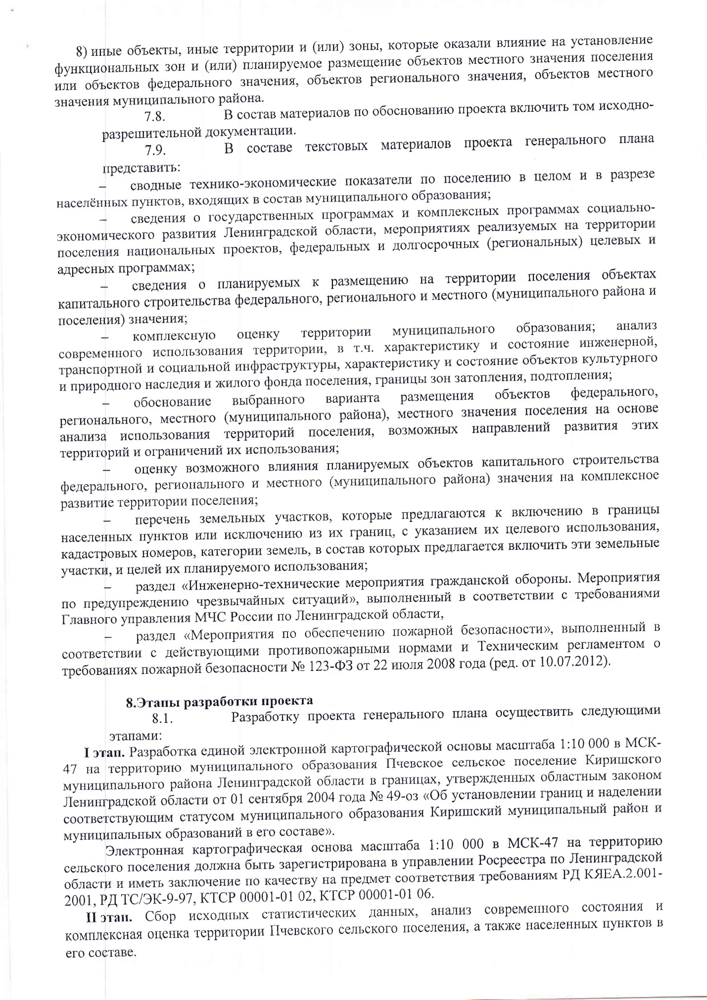 8) иные объекты, иные территории и (или) зоны, которые оказали влияние на установление
функциональных зон и (или) планируемое размещение объектов местного значения поселения
или объектов федерального значения, объектов регионального значения, объектов местного
значения муниципального района.
7.8. В состав материалов по обоснованию проекта включить том исходно-
разрешительной документации.
7.9. В составе текстовых материалов проекта генерального плана
представить:
– сводные технико-экономические показатели по поселению в целом и в разрезе
населённых пунктов, входящих в состав муниципального образования;
– сведения о государственных программах и комплексных программах социально-
экономического развития Ленинградской области, мероприятиях реализуемых на территории
поселения национальных проектов, федеральных и долгосрочных (региональных) целевых и
адресных программах;
– сведения о планируемых к размещению на территории поселения объектах
капитального строительства федерального, регионального и местного (муниципального района и
поселения) значения;
– комплексную оценку территории муниципального образования; анализ
современного использования территории, в т.ч. характеристику и состояние инженерной,
транспортной и социальной инфраструктуры, характеристику и состояние объектов культурного
и природного наследия и жилого фонда поселения, границы зон затопления, подтопления;
– обоснование выбранного варианта размещения объектов федерального,
регионального, местного (муниципального района), местного значения поселения на основе
анализа использования территорий поселения, возможных направлений развития этих
территорий и ограничений их использования;
– оценку возможного влияния планируемых объектов капитального строительства
федерального, регионального и местного (муниципального района) значения на комплексное
развитие территории поселения;
– перечень земельных участков, которые предлагаются к включению в границы
населенных пунктов или исключению из их границ, с указанием их целевого использования,
кадастровых номеров, категории земель, в состав которых предлагается включить эти земельные
участки, и целей их планируемого использования;
– раздел «Инженерно-технические мероприятия гражданской обороны. Мероприятия
по предупреждению чрезвычайных ситуаций», выполненный в соответствии с требованиями
Главного управления МЧС России по Ленинградской области,
– раздел «Мероприятия по обеспечению пожарной безопасности», выполненный в
соответствии с действующими противопожарными нормами и Техническим регламентом о
требованиях пожарной безопасности № 123-ФЗ от 22 июля 2008 года (ред. от 10.07.2012).
8.Этапы разработки проекта
8.1. Разработку проекта генерального плана осуществить следующими
этапами:
I этап. Разработка единой электронной картографической основы масштаба 1:10 000 в МСК-
47 на территорию муниципального образования Пчевское сельское поселение Киришского
муниципального района Ленинградской области в границах, утвержденных областным законом
Ленинградской области от 01 сентября 2004 года № 49-оз «Об установлении границ и наделении
соответствующим статусом муниципального образования Киришский муниципальный район и
муниципальных образований в его составе».
Электронная картографическая основа масштаба 1:10 000 в МСК-47 на территорию
сельского поселения должна быть зарегистрирована в управлении Росреестра по Ленинградской
области и иметь заключение по качеству на предмет соответствия требованиям РД КЯЕА.2.001-
2001, РД ТС/ЭК-9-97, КТСР 00001-01 02, КТСР 00001-01 06.
II этап. Сбор исходных статистических данных, анализ современного состояния и
комплексная оценка территории Пчевского сельского поселения, а также населенных пунктов в
его составе.